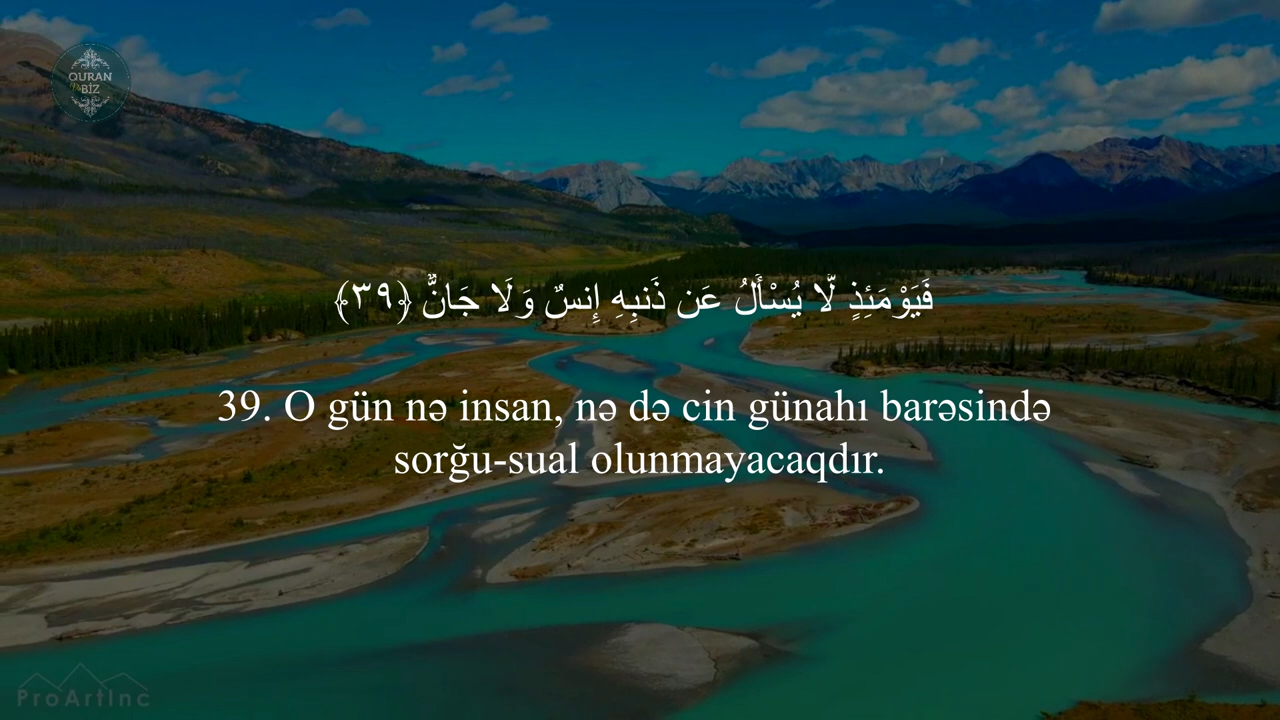 QURAN
Və
BİZ
فَيَوْمَئِذٍ لَّا يُسْأَلُ عَن ذَنبِهِ إِنسٌ وَلَا جَانٌّ ﴿٣٩﴾
39. O gün nə insan, nə də cin günahı barəsində
sorğu-sual olunmayacaqdır.
ProArtInc